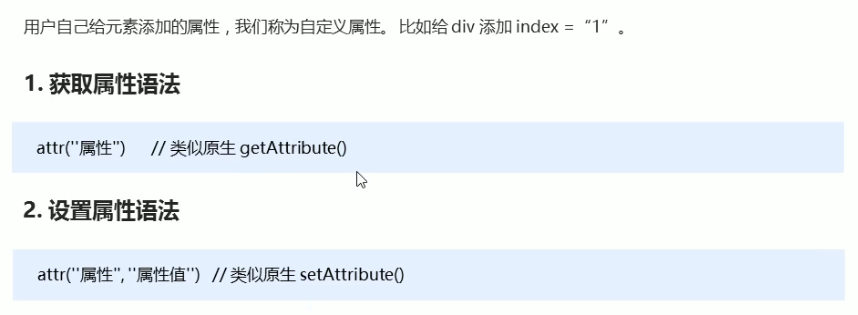 用户自己给元素添加的属性，我们称为自定义属性。 比如给 div 添加 index =“1”。
1. 获取属性语法
attr(''属性'') // 类似原生 getAttribute()
2. 设置属性语法
attr(''属性'', ''属性值'') // 类似原生 setAttribute()